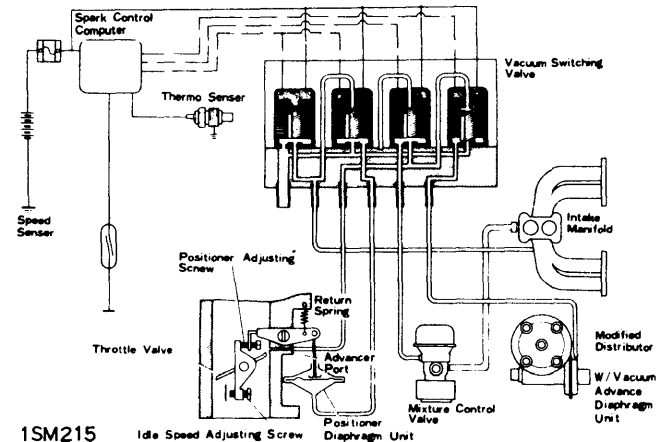 Spark Control
Computer
Vacuum Switching
Valve
Thermo Senser
Speed
Senser
Intake
Manifold
Positioner Adjusting
Screw
Return
Spring
Throttle Valve
Advancer
Port
Modified
Distributor
W/Vacuum
Advance
Diaphragm
Unit
Mixture Control
Valve
Positioner
Diaphragm Unit
Idle Speed Adjusting Screw
1SM215